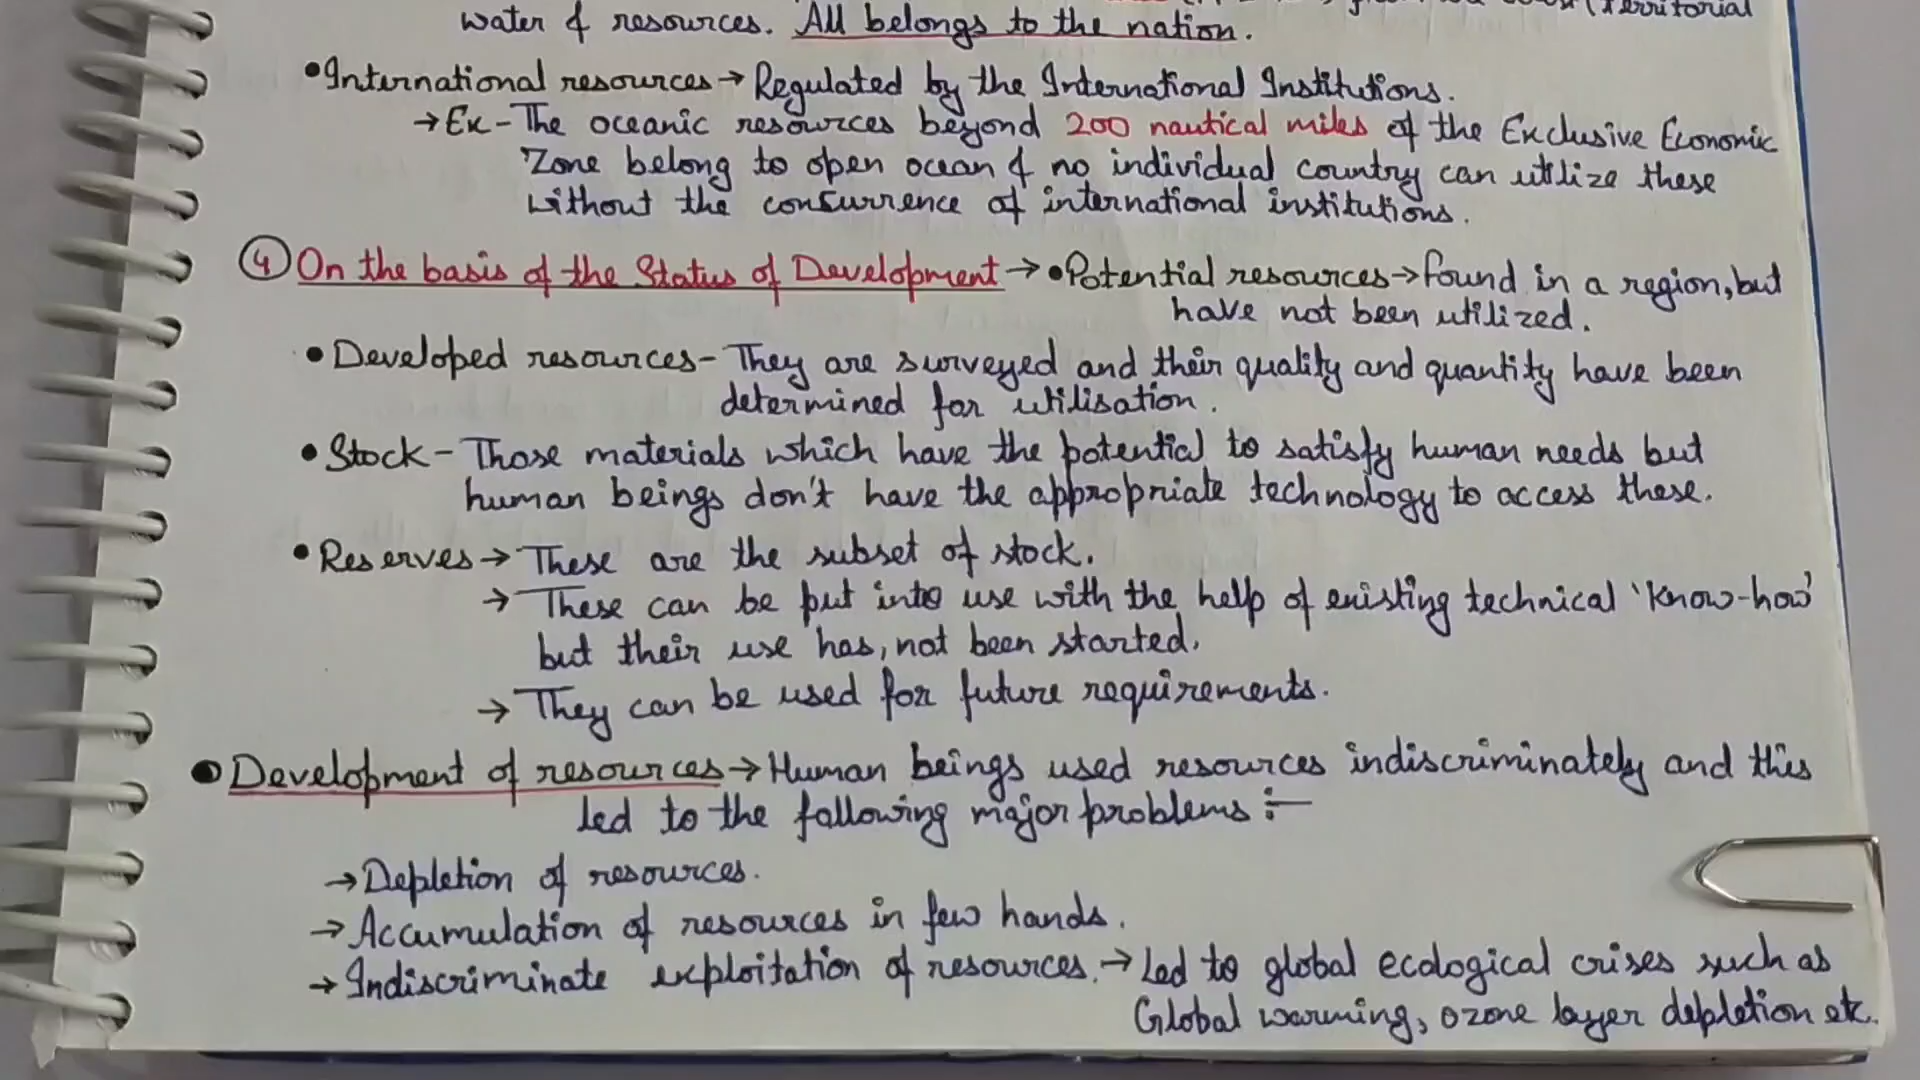 (Territorial
water & resources. All belongs to the nation.
•International resources→Regulated by the International Institutions.
→Ex-The oceanic resources beyond 200 nautical miles of the Exclusive Economic
Zone belong to open ocean & no individual country can utilize these
without the concurrence of international institutions.
④On the basis of the Status of Development→•Potential resources→found in a region, but
have not been utilized.
•Developed resources-They are surveyed and their quality and quantity have been
determined for utilisation.
•Stock-Those materials which have the potential to satisfy human needs but
human beings don't have the appropriate technology to access these.
•Reserves→These are the subset of stock.
→These can be put into use with the help of existing technical 'Know-how'
but their use has, not been started.
→They can be used for future requirements.
•Development of resources→Human beings used resources indiscriminately and this
led to the following major problems:-
→Depletion of resources.
→Accumulation of resources in few hands.
→Indiscriminate exploitation of resources.→Led to global ecological crises such as
Global warming, ozone layer depletion etc.